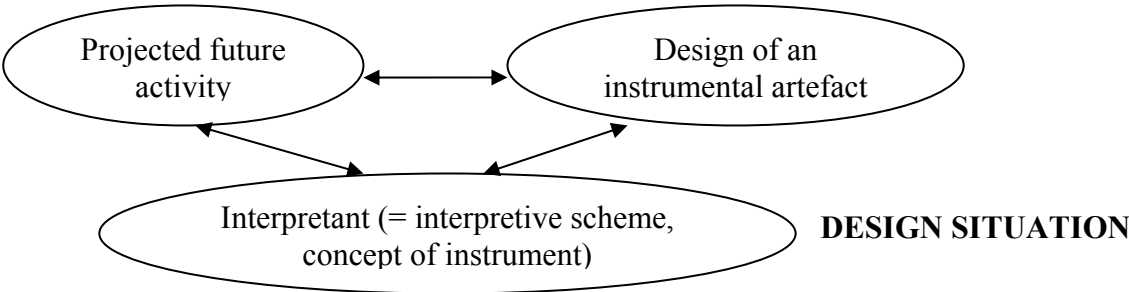 Projected future
activity
Design of an
instrumental artefact
Interpretant (= interpretive scheme,
concept of instrument)
DESIGN SITUATION